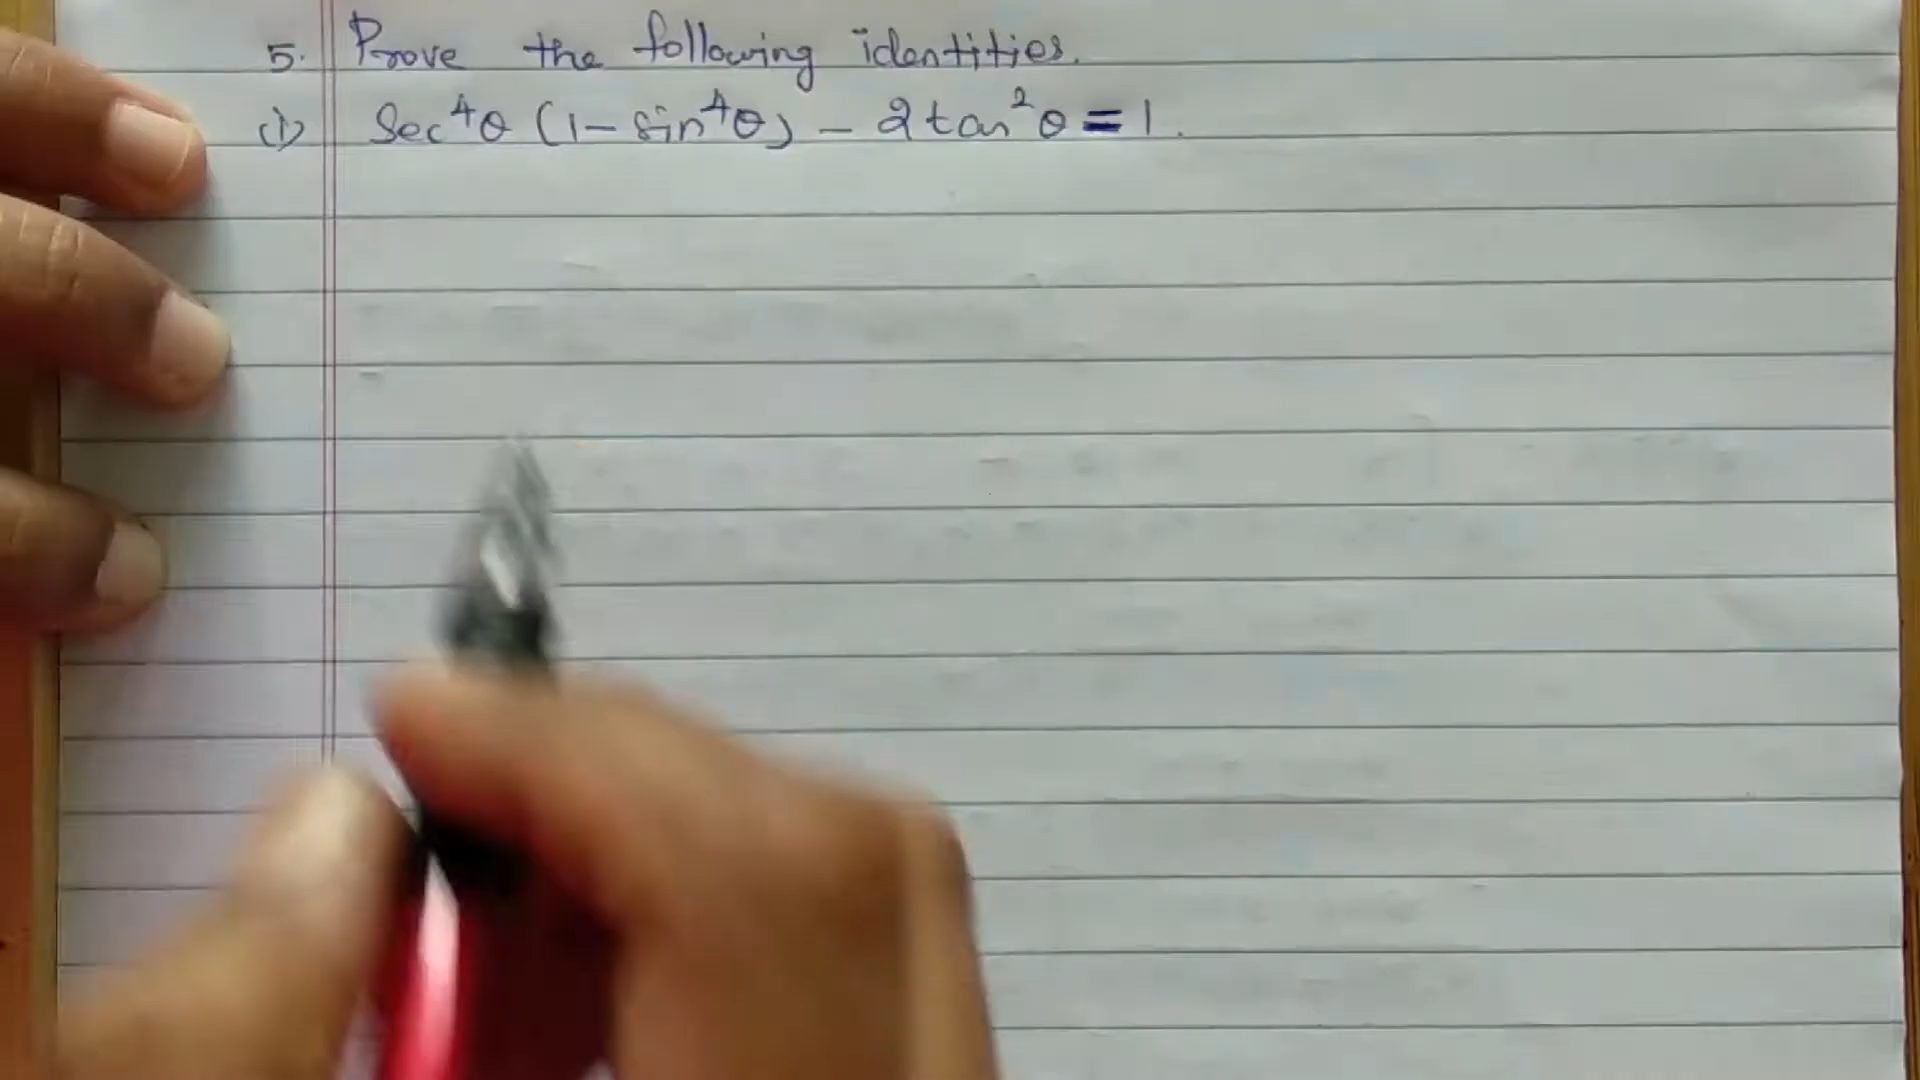 5. Prove the following identities.
(i) Sec⁴θ (1 - sin⁴θ) - 2tan²θ = 1.